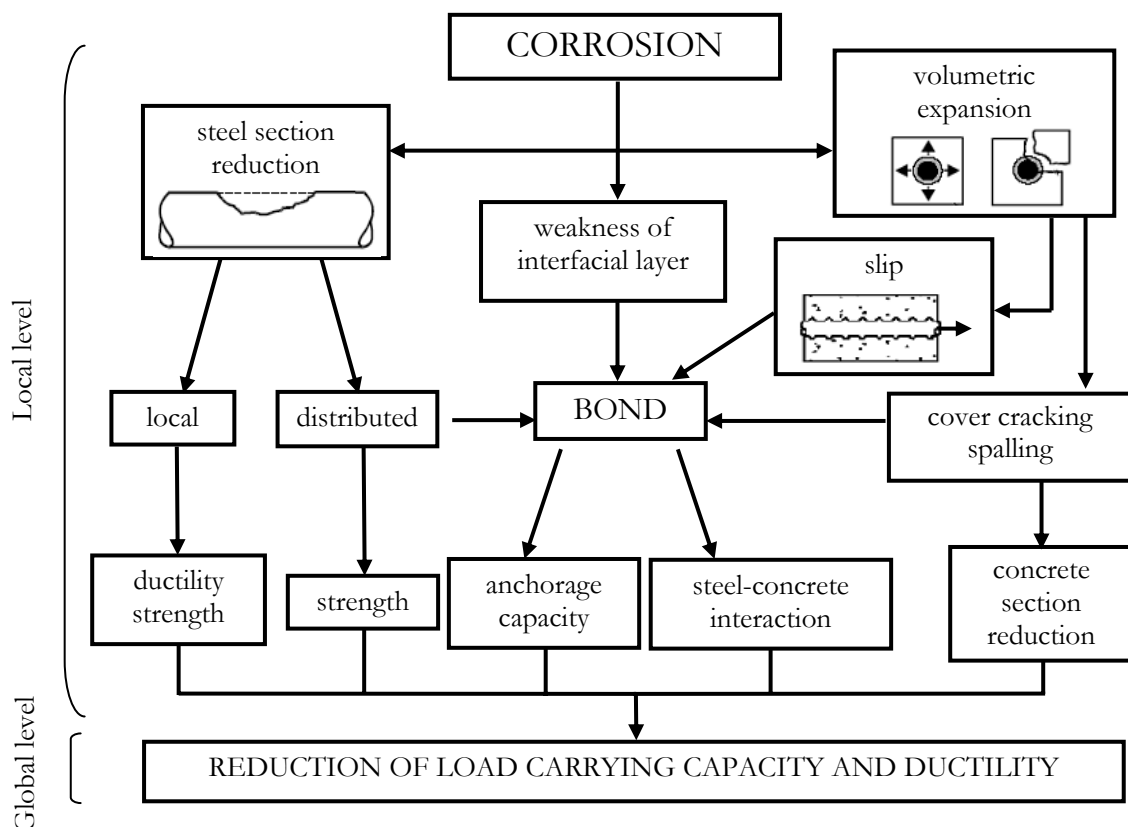 CORROSION
volumetric
expansion
steel section
reduction
weakness of
interfacial layer
slip
Local level
local
distributed
BOND
cover cracking
spalling
ductility
strength
strength
anchorage
capacity
steel-concrete
interaction
concrete
section
reduction
Global level
REDUCTION OF LOAD CARRYING CAPACITY AND DUCTILITY